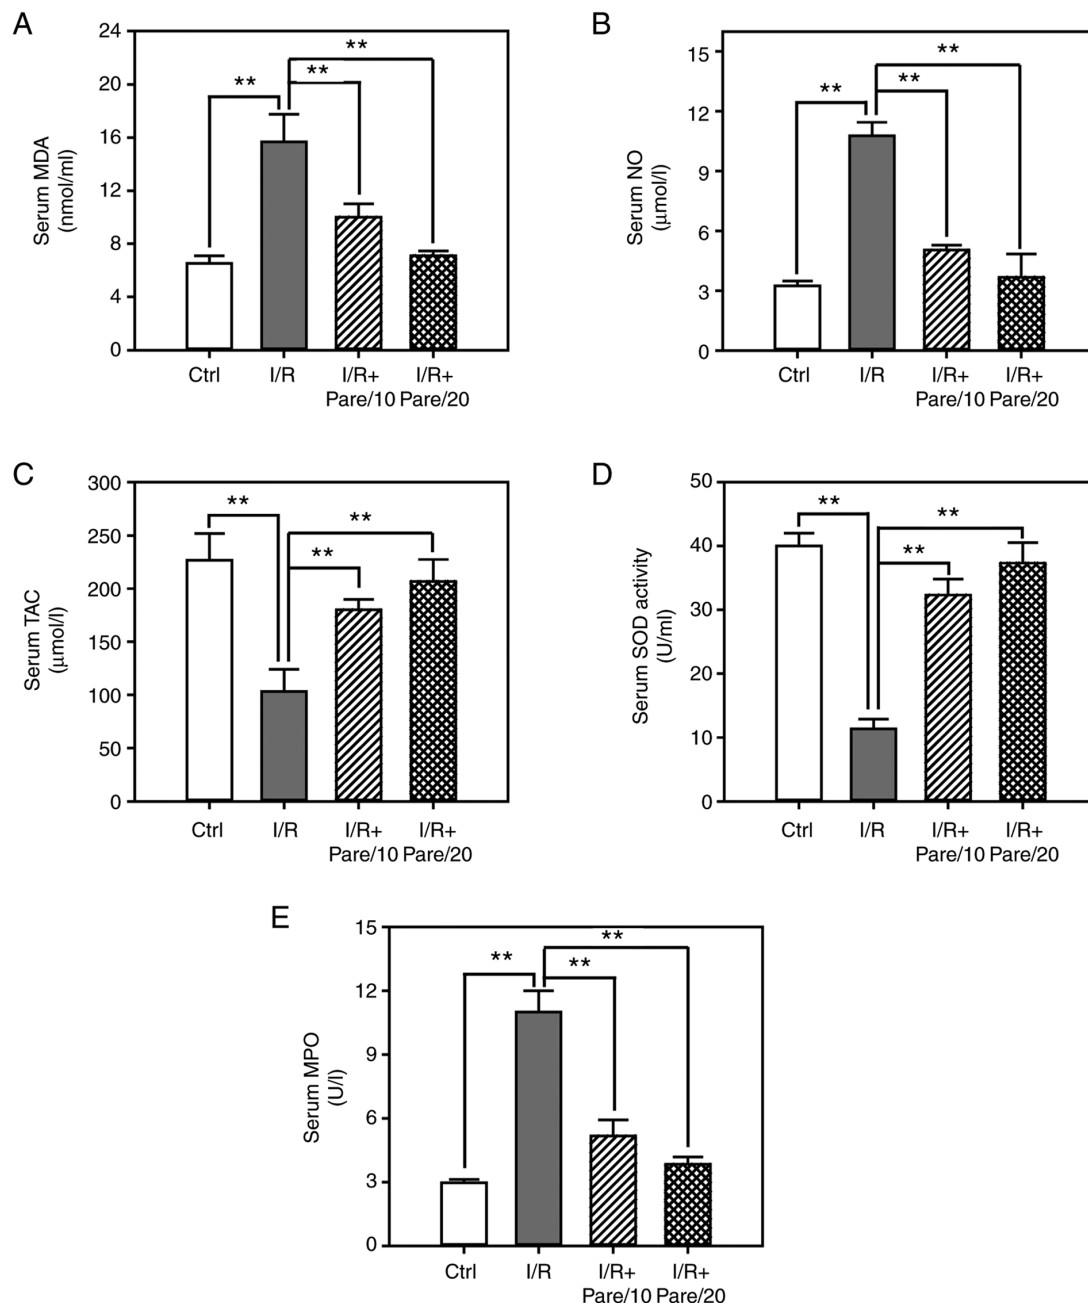 A
Serum MDA
(nmol/ml)
24
20
16
12
8
4
0
**
**
**
Ctrl
I/R
I/R+
Pare/10
I/R+
Pare/20
B
Serum NO
(μmol/l)
15
12
9
6
3
0
**
**
**
Ctrl
I/R
I/R+
Pare/10
I/R+
Pare/20
C
Serum TAC
(μmol/l)
300
250
200
150
100
50
0
**
**
**
Ctrl
I/R
I/R+
Pare/10
I/R+
Pare/20
D
Serum SOD activity
(U/ml)
50
40
30
20
10
0
**
**
**
Ctrl
I/R
I/R+
Pare/10
I/R+
Pare/20
E
Serum MPO
(U/l)
15
12
9
6
3
0
**
**
**
Ctrl
I/R
I/R+
Pare/10
I/R+
Pare/20